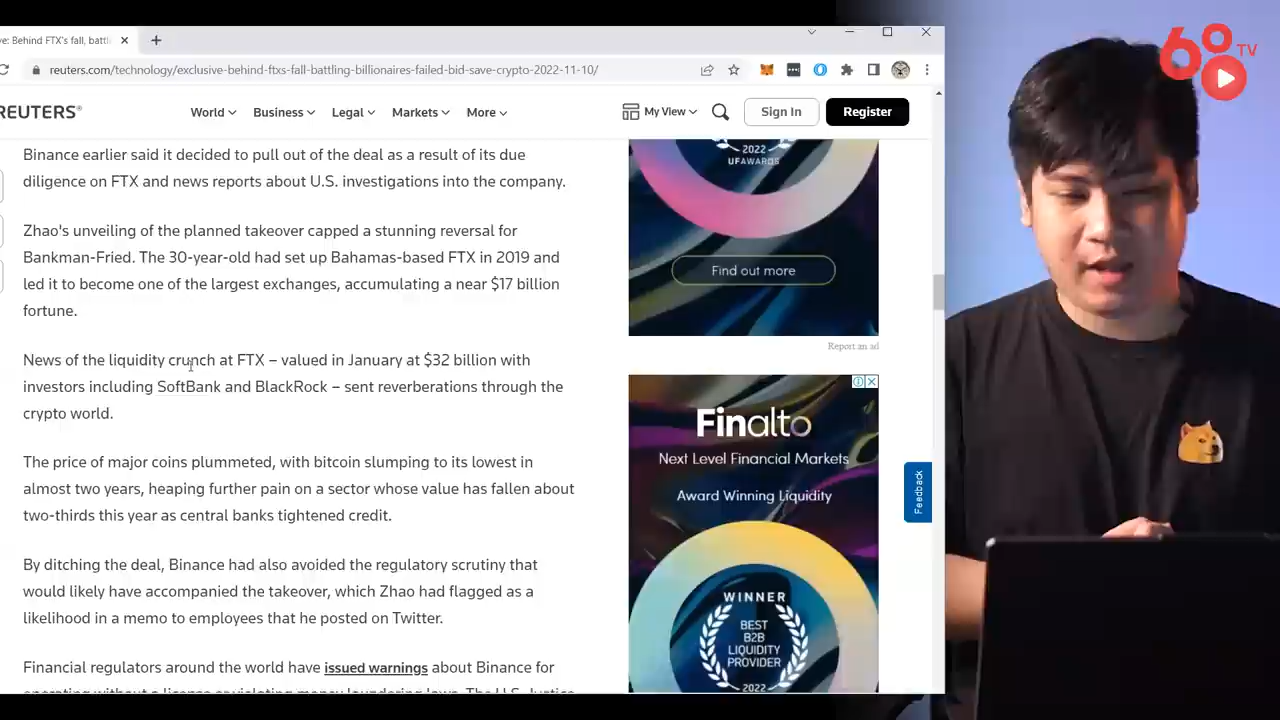 68 TV
ve: Behind FTX's fall, battl
reuters.com/technology/exclusive-behind-ftxs-fall-battling-billionaires-failed-bid-save-crypto-2022-11-10/
REUTERS®
World Business Legal Markets More My View Sign In Register
Binance earlier said it decided to pull out of the deal as a result of its due
diligence on FTX and news reports about U.S. investigations into the company.
Zhao's unveiling of the planned takeover capped a stunning reversal for
Bankman-Fried. The 30-year-old had set up Bahamas-based FTX in 2019 and
led it to become one of the largest exchanges, accumulating a near $17 billion
fortune.
News of the liquidity crunch at FTX – valued in January at $32 billion with
investors including SoftBank and BlackRock – sent reverberations through the
crypto world.
The price of major coins plummeted, with bitcoin slumping to its lowest in
almost two years, heaping further pain on a sector whose value has fallen about
two-thirds this year as central banks tightened credit.
By ditching the deal, Binance had also avoided the regulatory scrutiny that
would likely have accompanied the takeover, which Zhao had flagged as a
likelihood in a memo to employees that he posted on Twitter.
Financial regulators around the world have issued warnings about Binance for
2022
UFAWARDS
Find out more
Report an ad
Finalto
Next Level Financial Markets
Award Winning Liquidity
WINNER
BEST
B2B
LIQUIDITY
PROVIDER
2022
Feedback